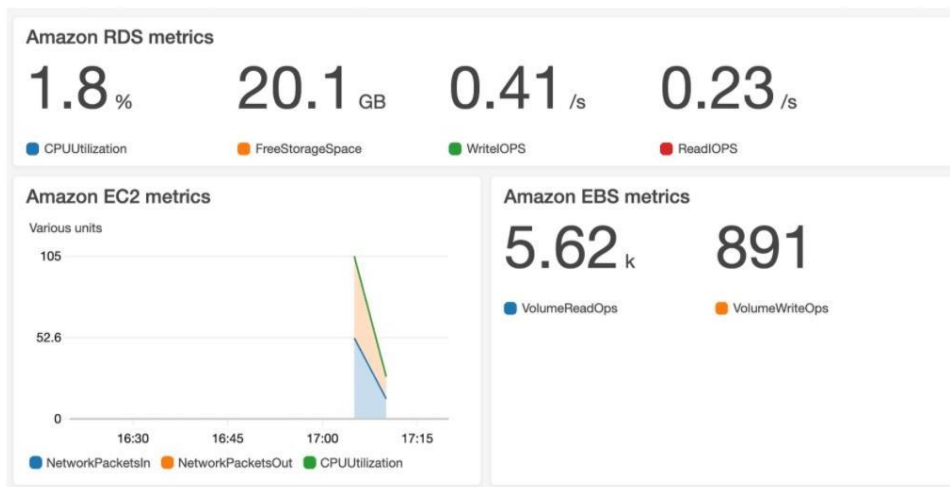 Amazon RDS metrics
1.8 %
20.1 GB
0.41 /s
0.23 /s
CPUUtilization
FreeStorageSpace
WriteIOPS
ReadIOPS
Amazon EC2 metrics
Various units
105
52.6
0
16:30
16:45
17:00
17:15
NetworkPacketsIn
NetworkPacketsOut
CPUUtilization
Amazon EBS metrics
5.62 k
891
VolumeReadOps
VolumeWriteOps